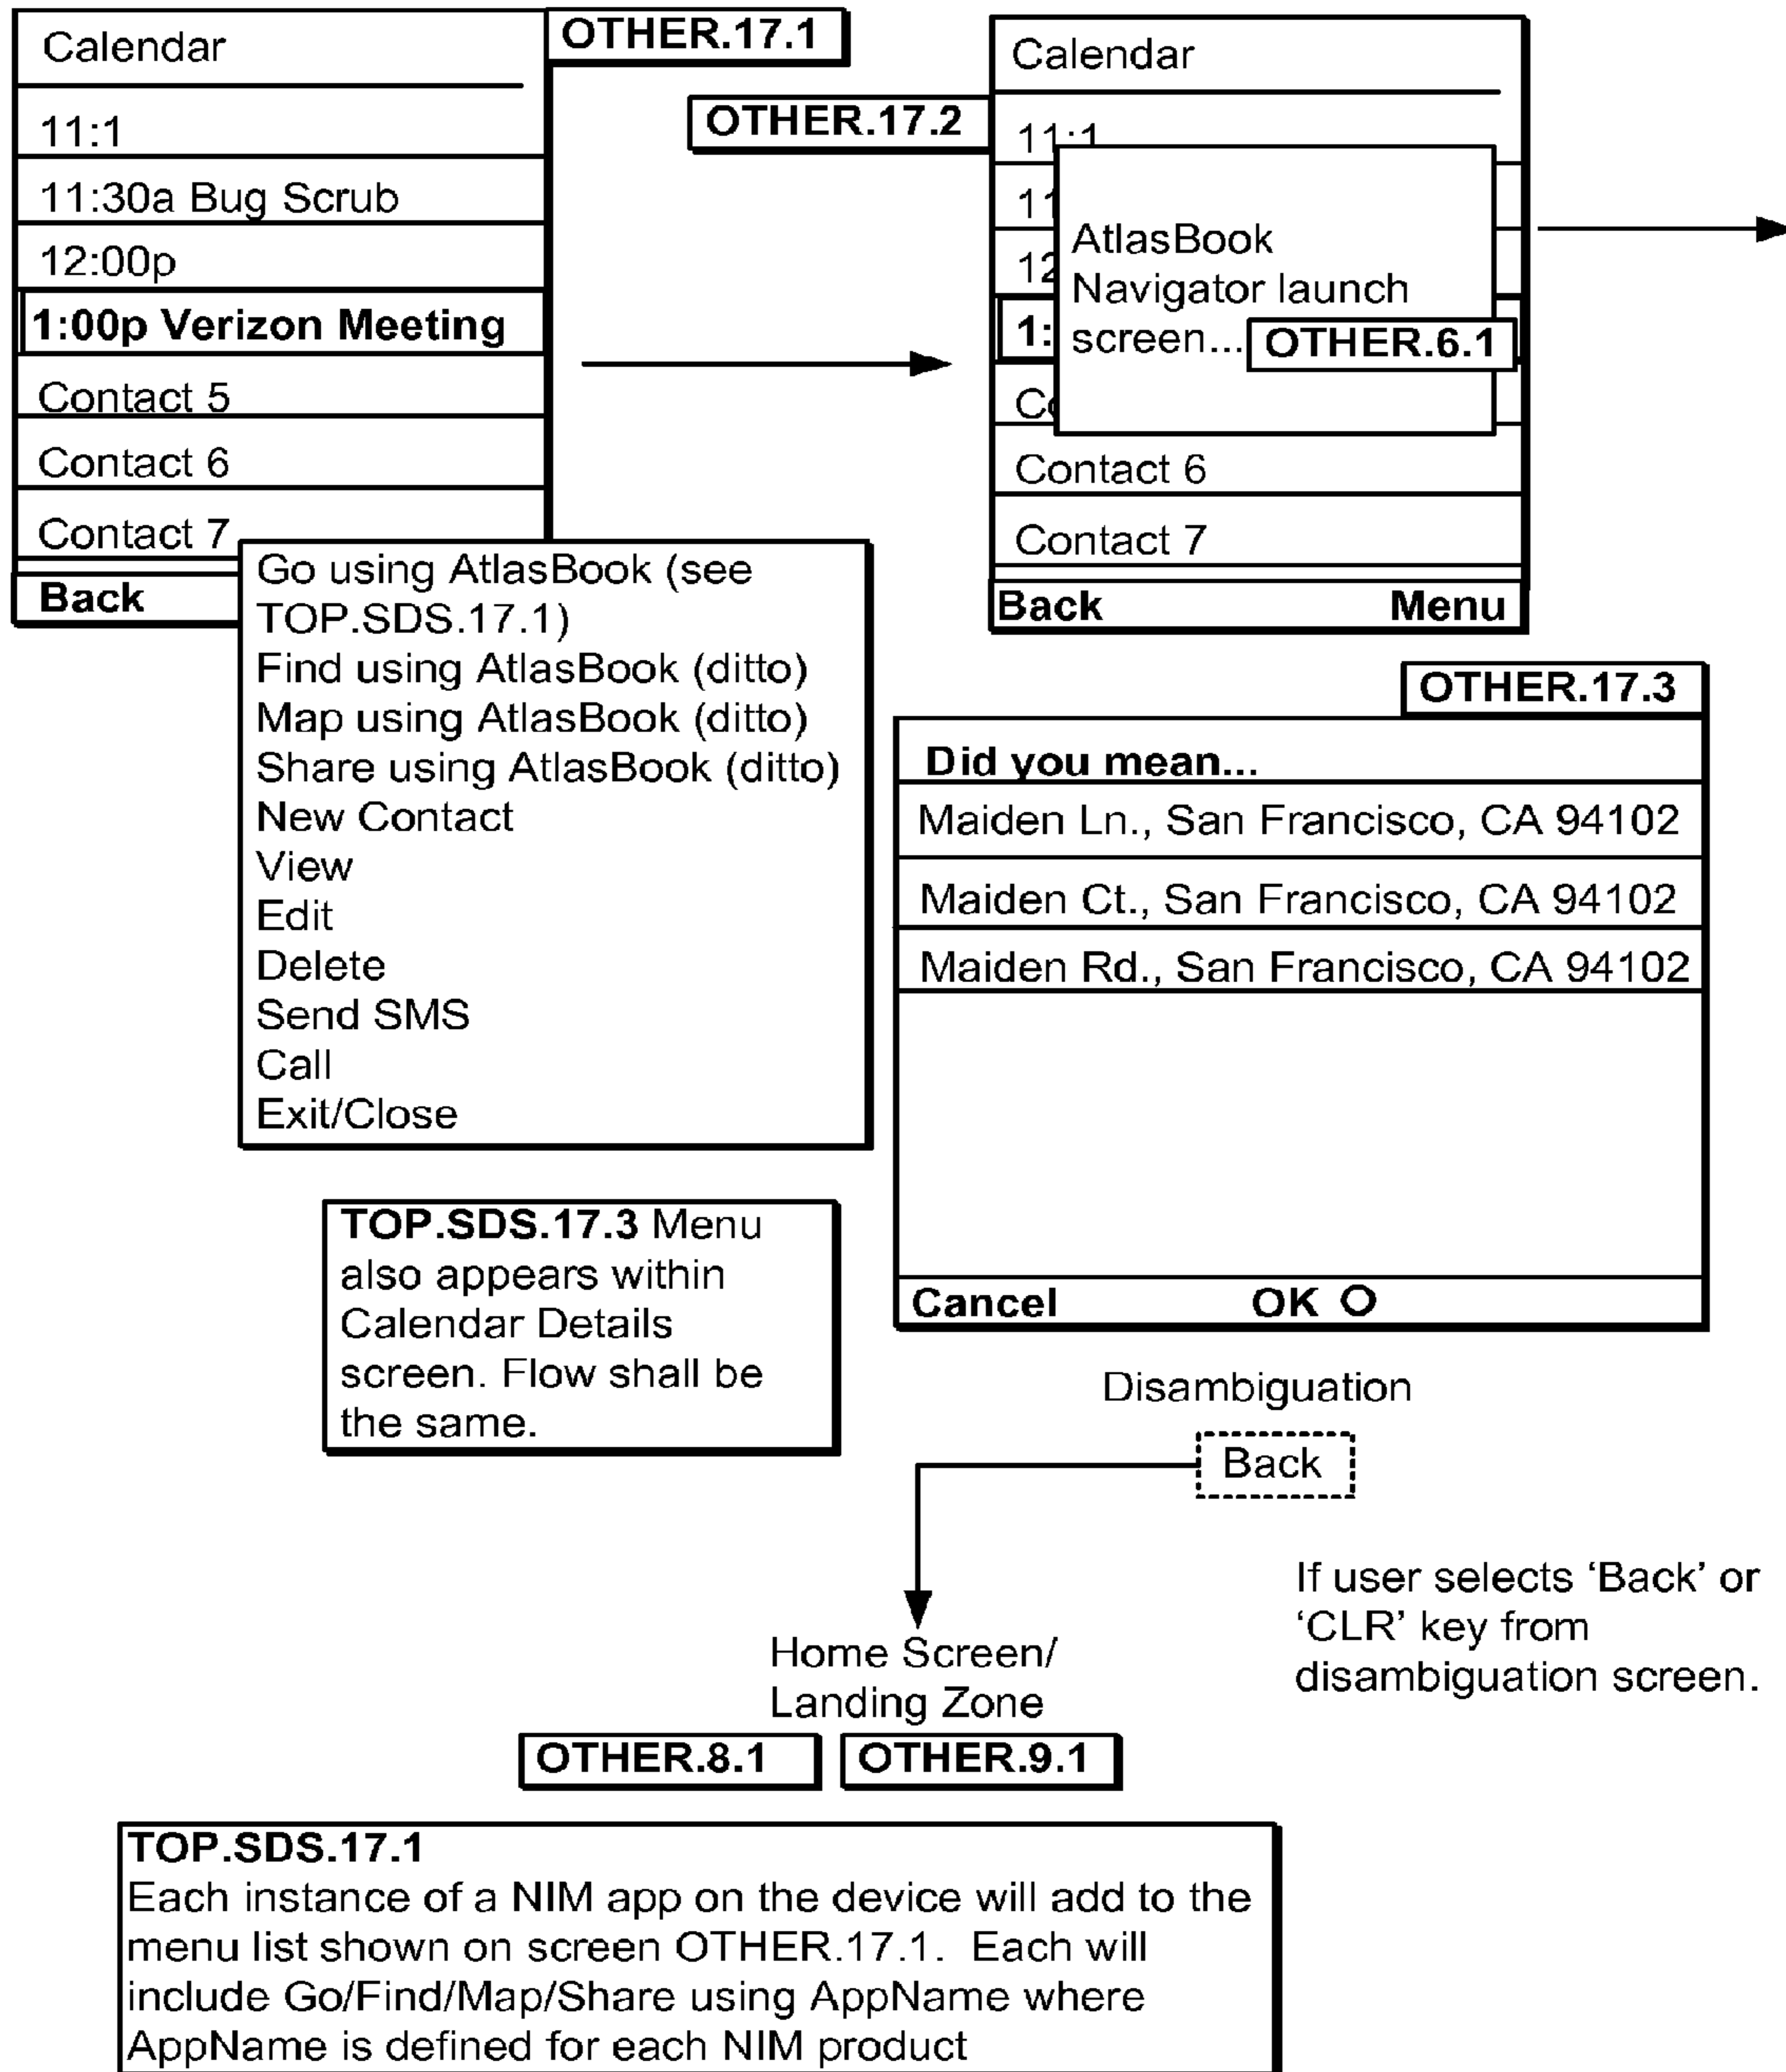 Calendar
OTHER.17.1
11:1
11:30a Bug Scrub
12:00p
1:00p Verizon Meeting
Contact 5
Contact 6
Contact 7
Back
Go using AtlasBook (see
TOP.SDS.17.1)
Find using AtlasBook (ditto)
Map using AtlasBook (ditto)
Share using AtlasBook (ditto)
New Contact
View
Edit
Delete
Send SMS
Call
Exit/Close
OTHER.17.2
Calendar
11:1
11
12
1:
Co
AtlasBook
Navigator launch
screen...
OTHER.6.1
Contact 6
Contact 7
Back Menu
OTHER.17.3
Did you mean...
Maiden Ln., San Francisco, CA 94102
Maiden Ct., San Francisco, CA 94102
Maiden Rd., San Francisco, CA 94102
Cancel OK O
TOP.SDS.17.3 Menu
also appears within
Calendar Details
screen. Flow shall be
the same.
Disambiguation
Back
If user selects ‘Back’ or
‘CLR’ key from
disambiguation screen.
Home Screen/
Landing Zone
OTHER.8.1 OTHER.9.1
TOP.SDS.17.1
Each instance of a NIM app on the device will add to the
menu list shown on screen OTHER.17.1. Each will
include Go/Find/Map/Share using AppName where
AppName is defined for each NIM product